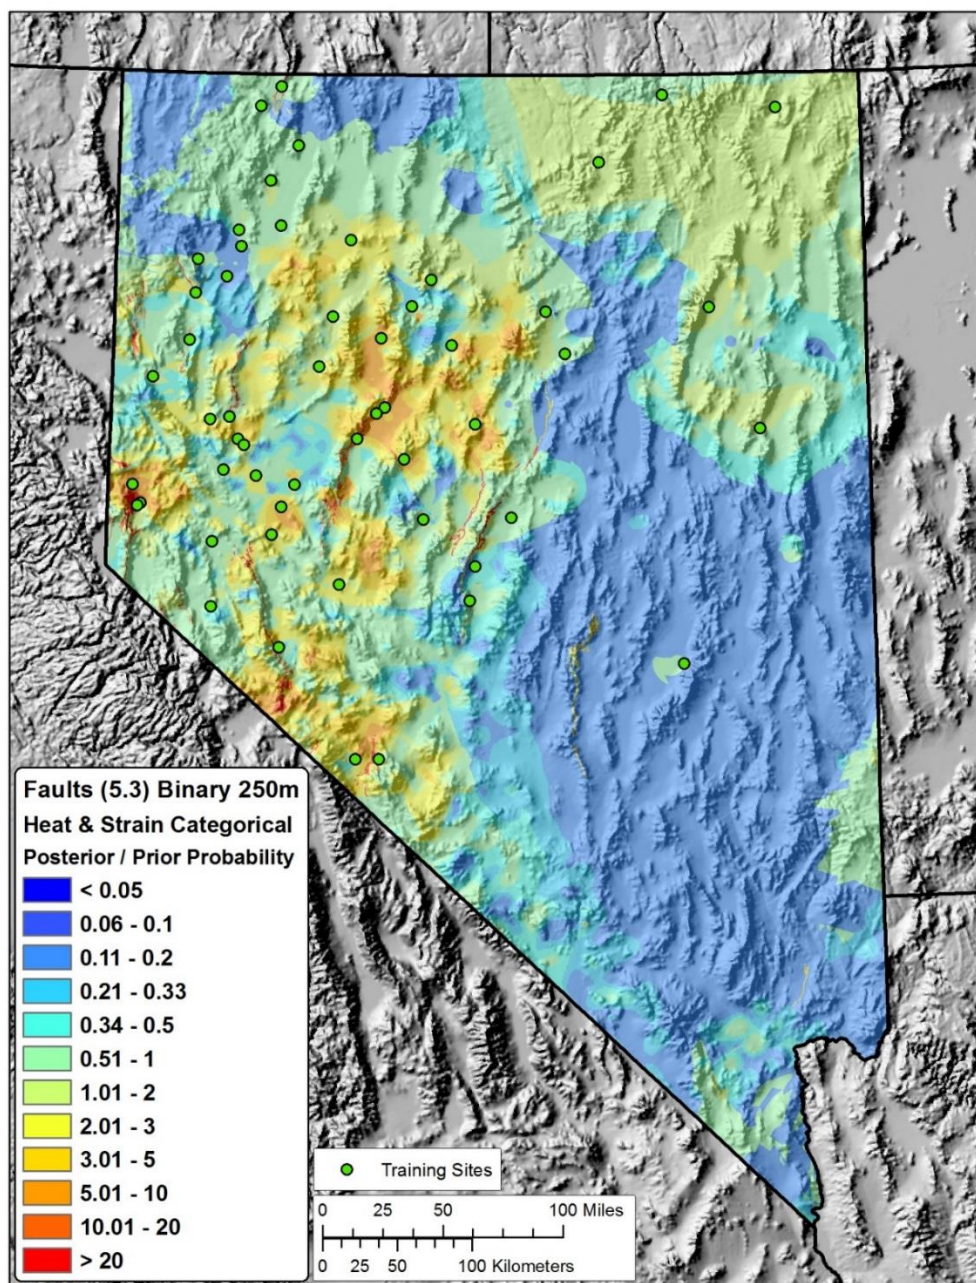 Faults (5.3) Binary 250m
Heat & Strain Categorical
Posterior / Prior Probability
< 0.05
0.06 - 0.1
0.11 - 0.2
0.21 - 0.33
0.34 - 0.5
0.51 - 1
1.01 - 2
2.01 - 3
3.01 - 5
5.01 - 10
10.01 - 20
> 20
Training Sites
0 25 50 100 Miles
0 25 50 100 Kilometers